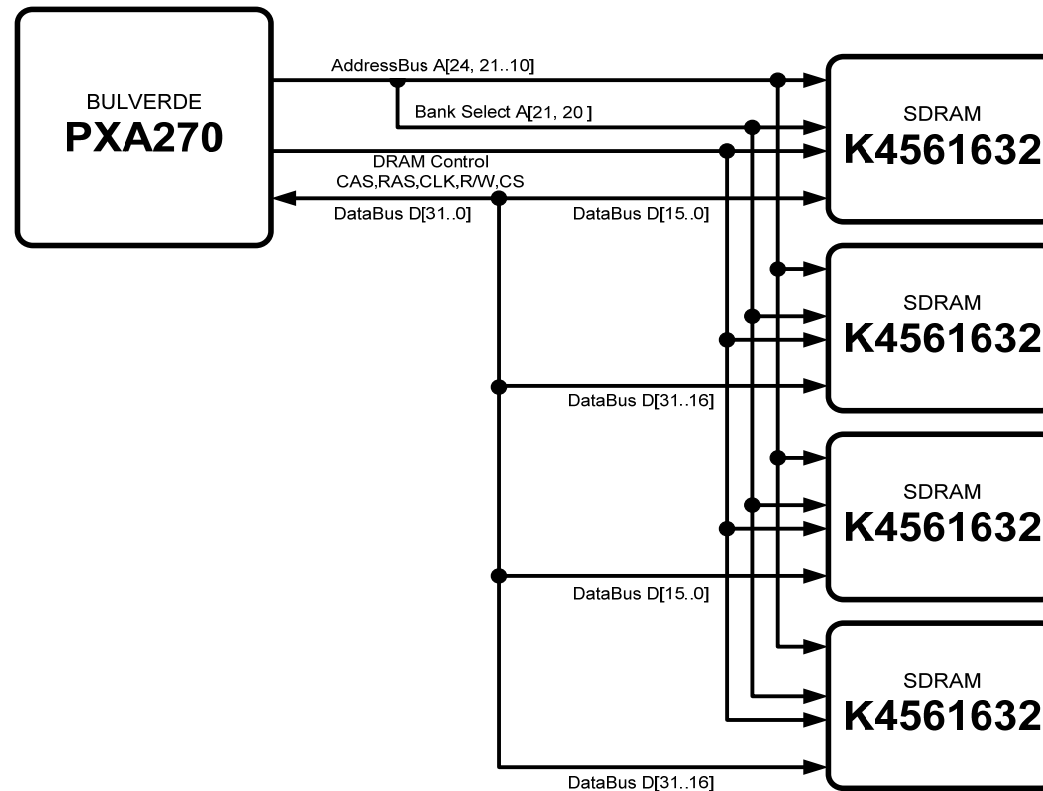 BULVERDE
PXA270
AddressBus A[24, 21..10]
Bank Select A[21, 20 ]
DRAM Control
CAS,RAS,CLK,R/W,CS
DataBus D[31..0]
DataBus D[15..0]
SDRAM
K4561632
SDRAM
K4561632
DataBus D[31..16]
SDRAM
K4561632
DataBus D[15..0]
SDRAM
K4561632
DataBus D[31..16]